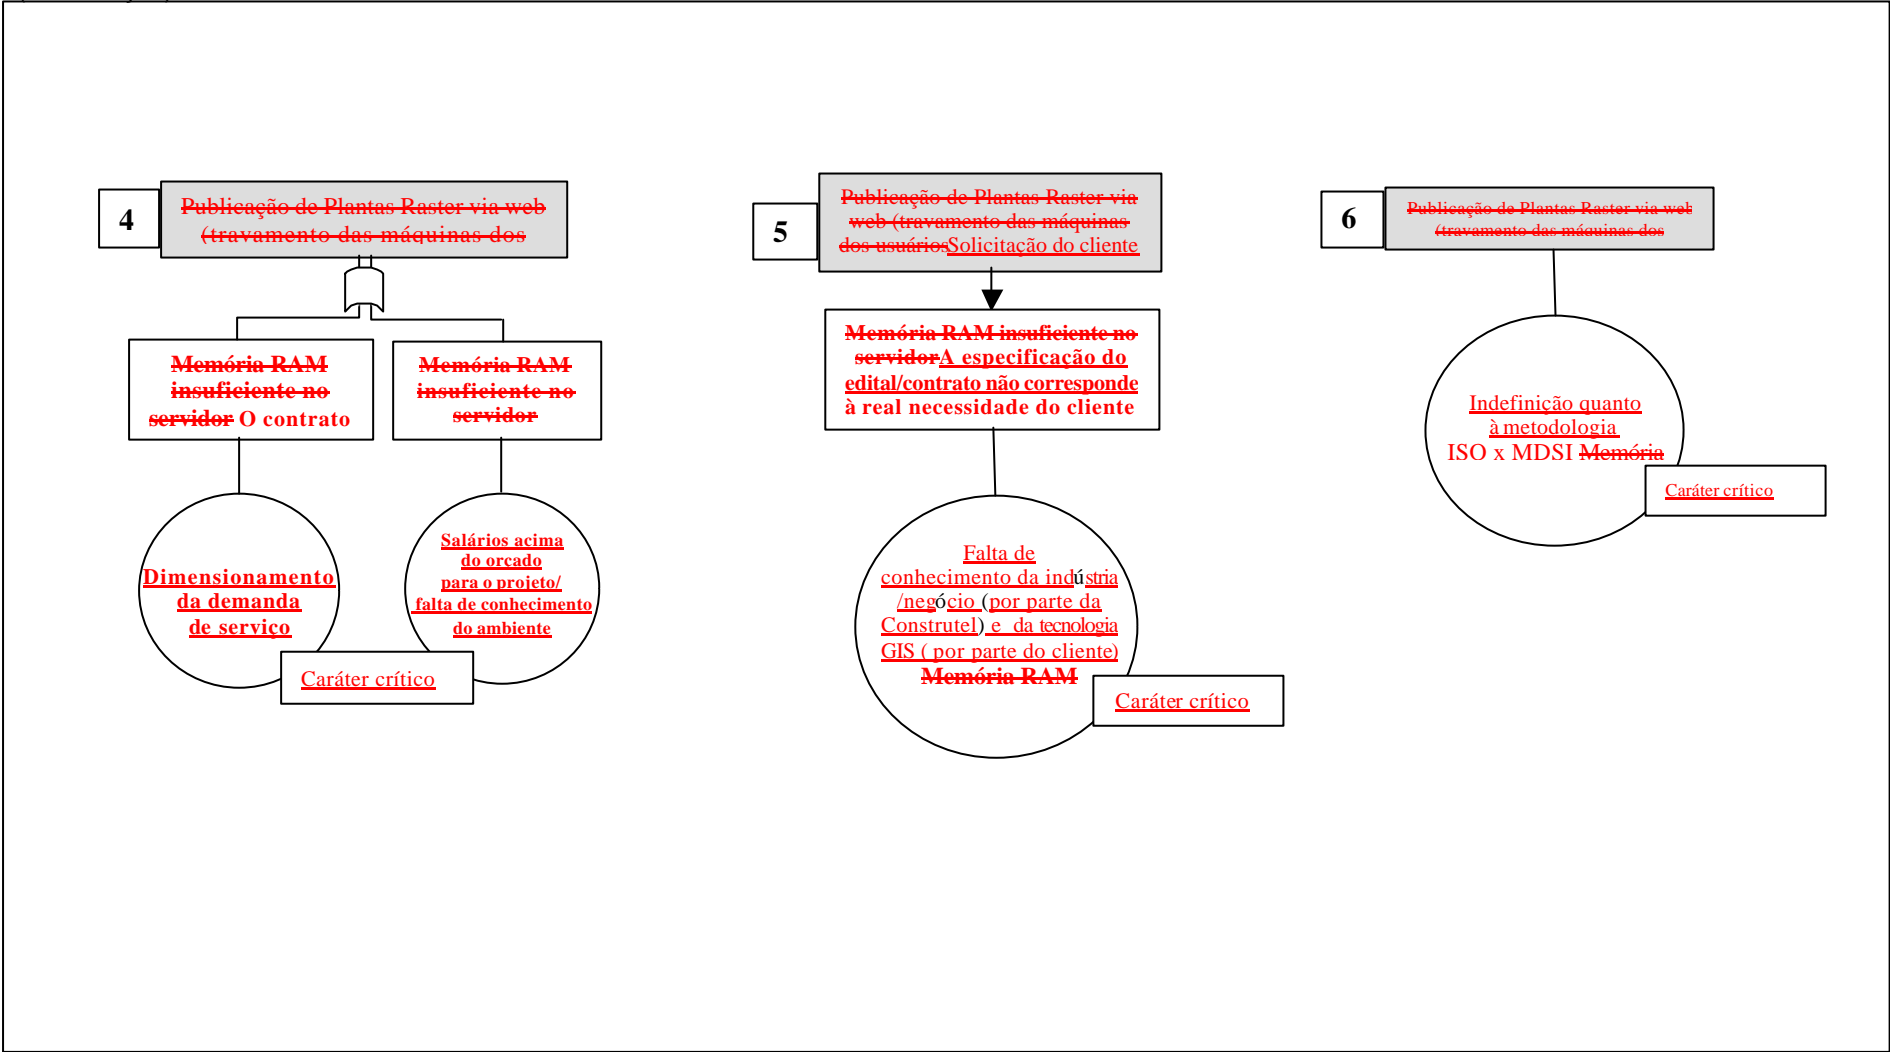 4
Publicação de Plantas Raster via web
(travamento das máquinas dos
Memória RAM
insuficiente no
servidor O contrato
Memória RAM
insuficiente no
servidor
Dimensionamento
da demanda
de serviço
Salários acima
do orcado
para o projeto/
falta de conhecimento
do ambiente
Caráter crítico
5
Publicação de Plantas Raster via
web (travamento das máquinas
dos usuáriosSolicitação do cliente
Memória RAM insuficiente no
servidorA especificação do
edital/contrato não corresponde
à real necessidade do cliente
Falta de
conhecimento da indústria
/negócio (por parte da
Construtel) e da tecnologia
GIS ( por parte do cliente)
Memória RAM
Caráter crítico
6
Publicação de Plantas Raster via web
(travamento das máquinas dos
Indefinição quanto
à metodologia
ISO x MDSI Memória
Caráter crítico